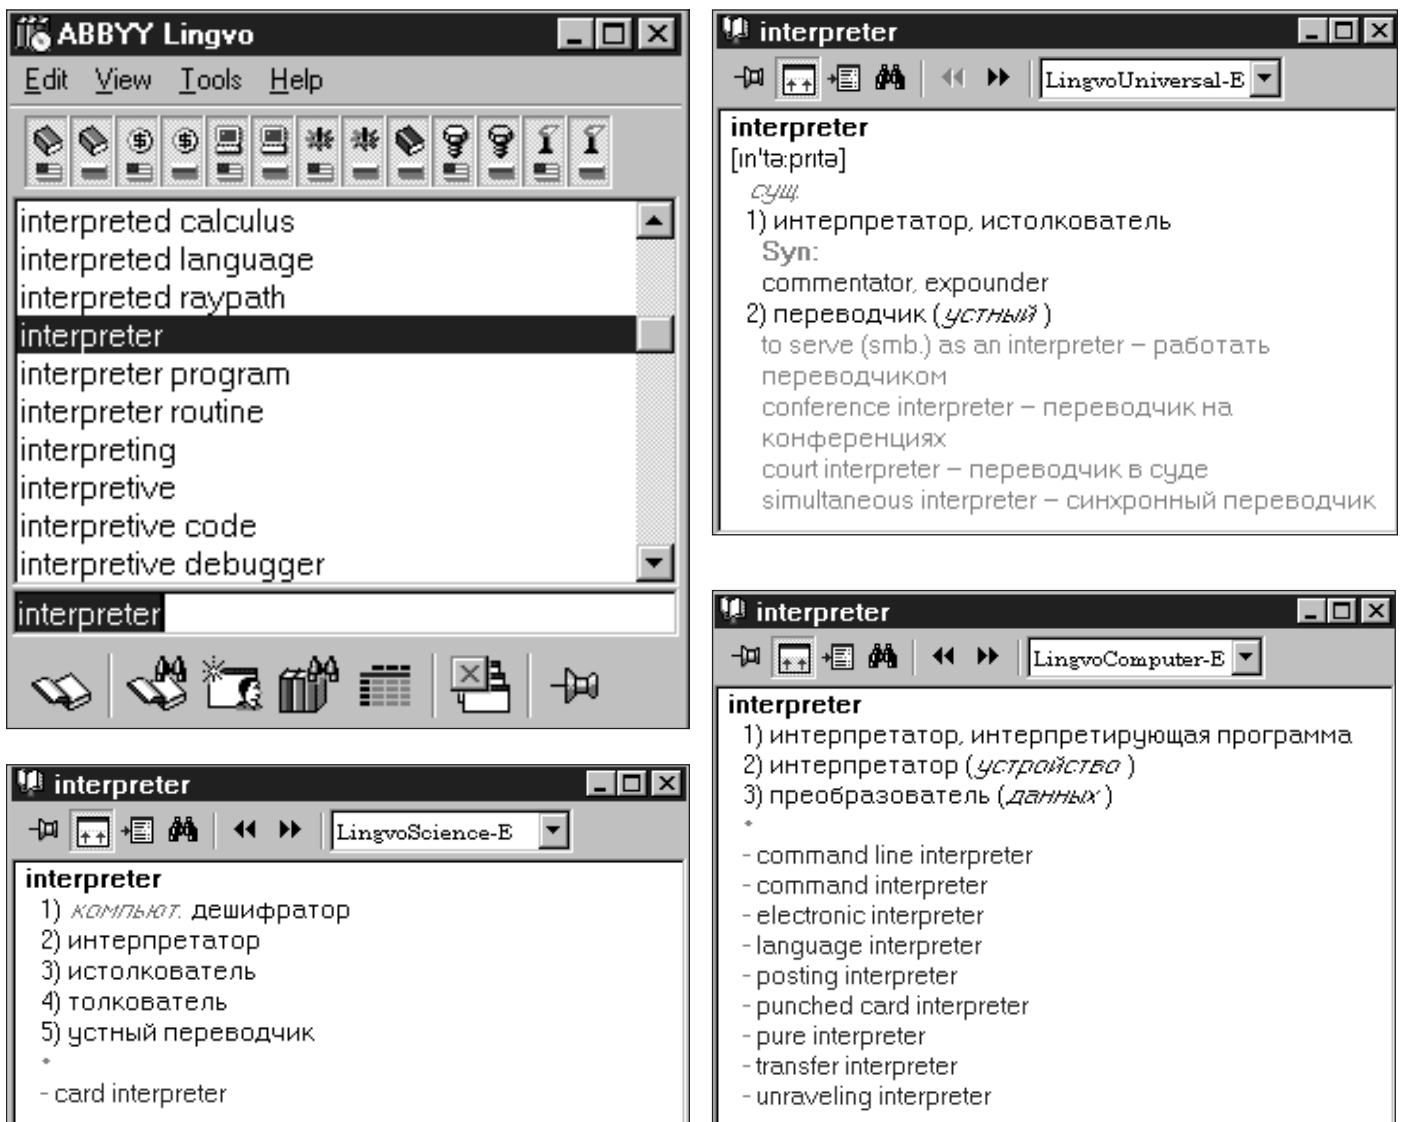 ABBYY Lingvo
Edit View Tools Help
interpreted calculus
interpreted language
interpreted raypath
interpreter
interpreter program
interpreter routine
interpreting
interpretive
interpretive code
interpretive debugger
interpreter
interpreter
LingvoUniversal-E
interpreter
[ɪn'tə:prɪtə]
сущ.
1) интерпретатор, истолкователь
Syn:
commentator, expounder
2) переводчик (устный)
to serve (smb.) as an interpreter – работать
переводчиком
conference interpreter – переводчик на
конференциях
court interpreter – переводчик в суде
simultaneous interpreter – синхронный переводчик
interpreter
LingvoScience-E
interpreter
1) компьют. дешифратор
2) интерпретатор
3) истолкователь
4) толкователь
5) устный переводчик
- card interpreter
interpreter
LingvoComputer-E
interpreter
1) интерпретатор, интерпретирующая программа
2) интерпретатор (устройство)
3) преобразователь (данных)
- command line interpreter
- command interpreter
- electronic interpreter
- language interpreter
- posting interpreter
- punched card interpreter
- pure interpreter
- transfer interpreter
- unraveling interpreter